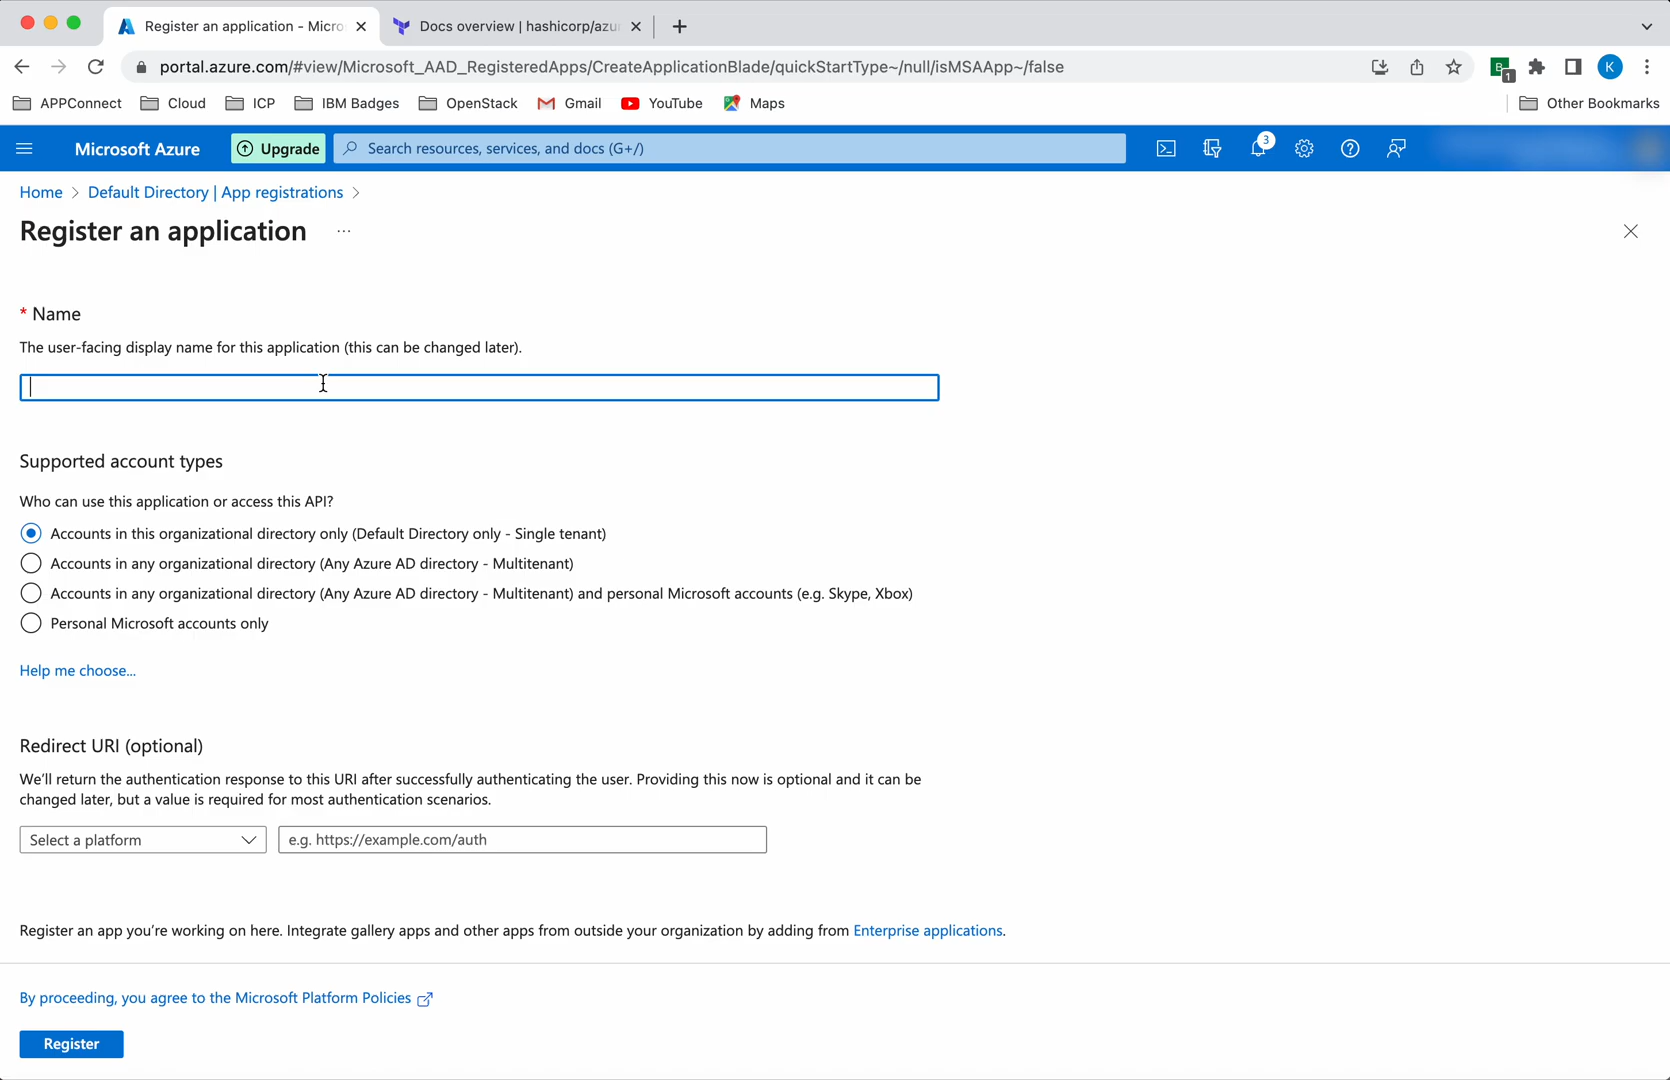 Register an application - Micro
Docs overview | hashicorp/azu
portal.azure.com/#view/Microsoft_AAD_RegisteredApps/CreateApplicationBlade/quickStartType~/null/isMSAApp~/false
B 1
K
APPConnect
Cloud
ICP
IBM Badges
OpenStack
Gmail
YouTube
Maps
Other Bookmarks
Microsoft Azure
Upgrade
Search resources, services, and docs (G+/)
3
Home > Default Directory | App registrations >
Register an application ...
* Name
The user-facing display name for this application (this can be changed later).
Supported account types
Who can use this application or access this API?
Accounts in this organizational directory only (Default Directory only - Single tenant)
Accounts in any organizational directory (Any Azure AD directory - Multitenant)
Accounts in any organizational directory (Any Azure AD directory - Multitenant) and personal Microsoft accounts (e.g. Skype, Xbox)
Personal Microsoft accounts only
Help me choose...
Redirect URI (optional)
We'll return the authentication response to this URI after successfully authenticating the user. Providing this now is optional and it can be
changed later, but a value is required for most authentication scenarios.
Select a platform
e.g. https://example.com/auth
Register an app you're working on here. Integrate gallery apps and other apps from outside your organization by adding from Enterprise applications.
By proceeding, you agree to the Microsoft Platform Policies
Register